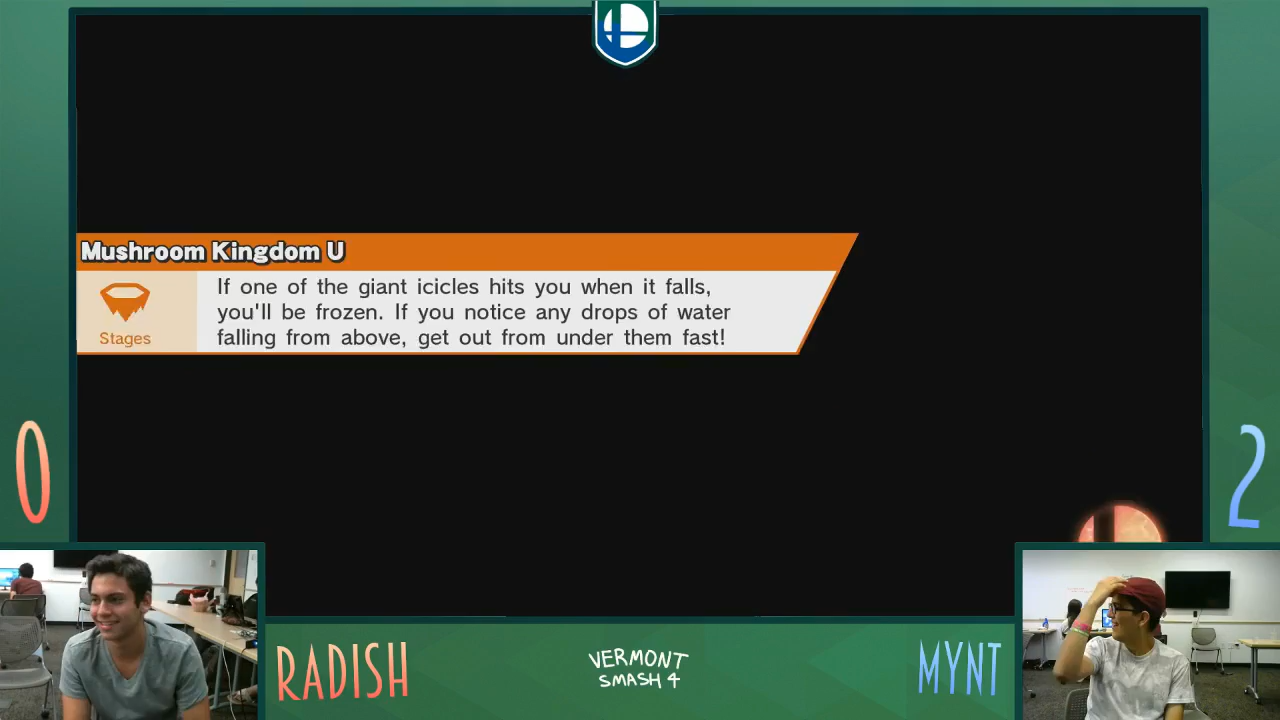 Mushroom Kingdom U
If one of the giant icicles hits you when it falls,
you'll be frozen. If you notice any drops of water
falling from above, get out from under them fast!
Stages
0
2
RADISH
VERMONT
SMASH 4
MYNT